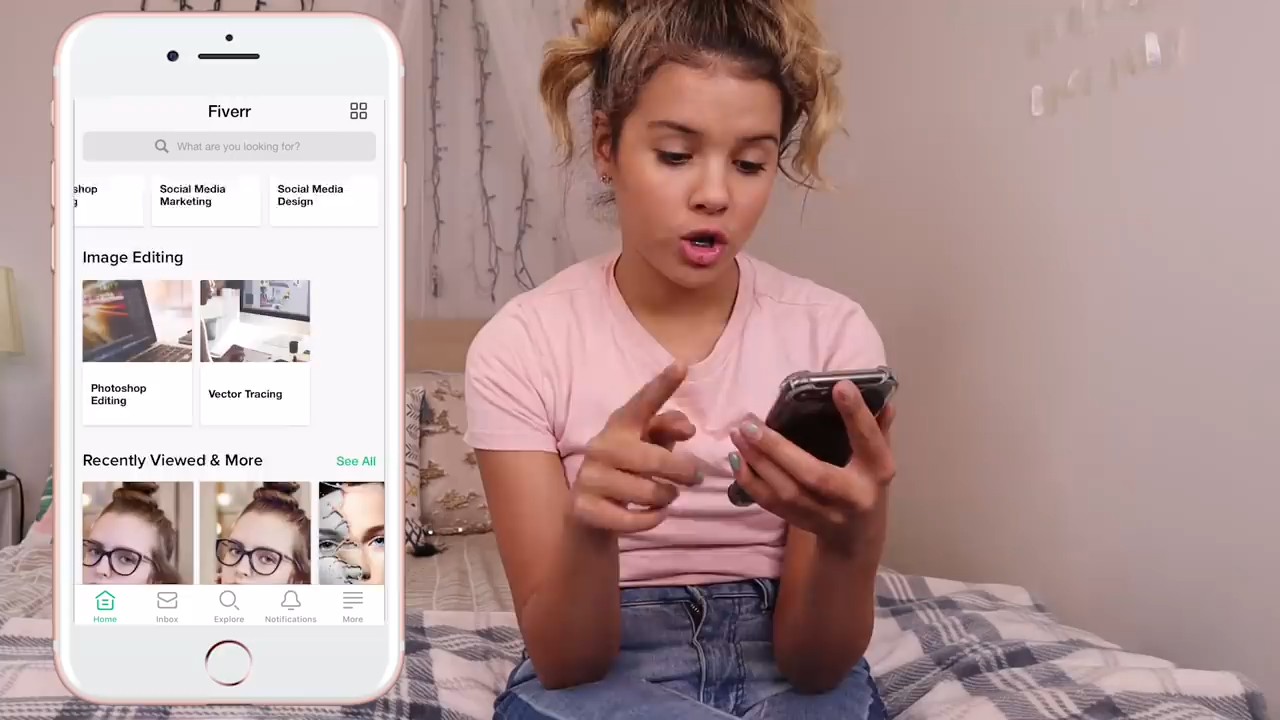 Fiverr
What are you looking for?
shop
g
Social Media
Marketing
Social Media
Design
Image Editing
Photoshop
Editing
Vector Tracing
Recently Viewed & More
See All
Home
Inbox
Explore
Notifications
More